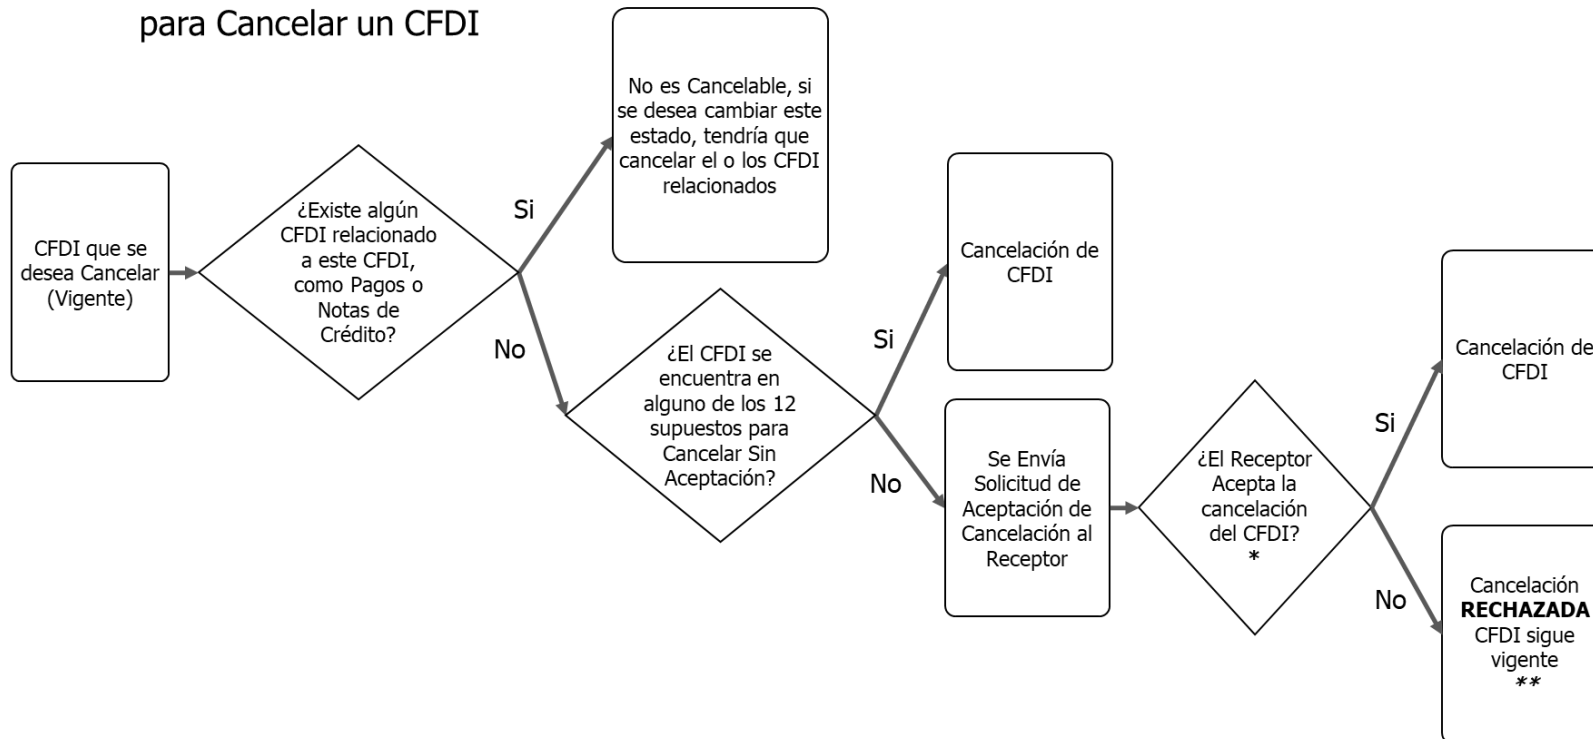 para Cancelar un CFDI
CFDI que se
desea Cancelar
(Vigente)
¿Existe algún
CFDI relacionado
a este CFDI,
como Pagos o
Notas de
Crédito?
Si
No
No es Cancelable, si
se desea cambiar este
estado, tendría que
cancelar el o los CFDI
relacionados
¿El CFDI se
encuentra en
alguno de los 12
supuestos para
Cancelar Sin
Aceptación?
Si
No
Cancelación de
CFDI
Se Envía
Solicitud de
Aceptación de
Cancelación al
Receptor
¿El Receptor
Acepta la
cancelación
del CFDI?
*
Si
No
Cancelación de
CFDI
Cancelación
RECHAZADA
CFDI sigue
vigente
**